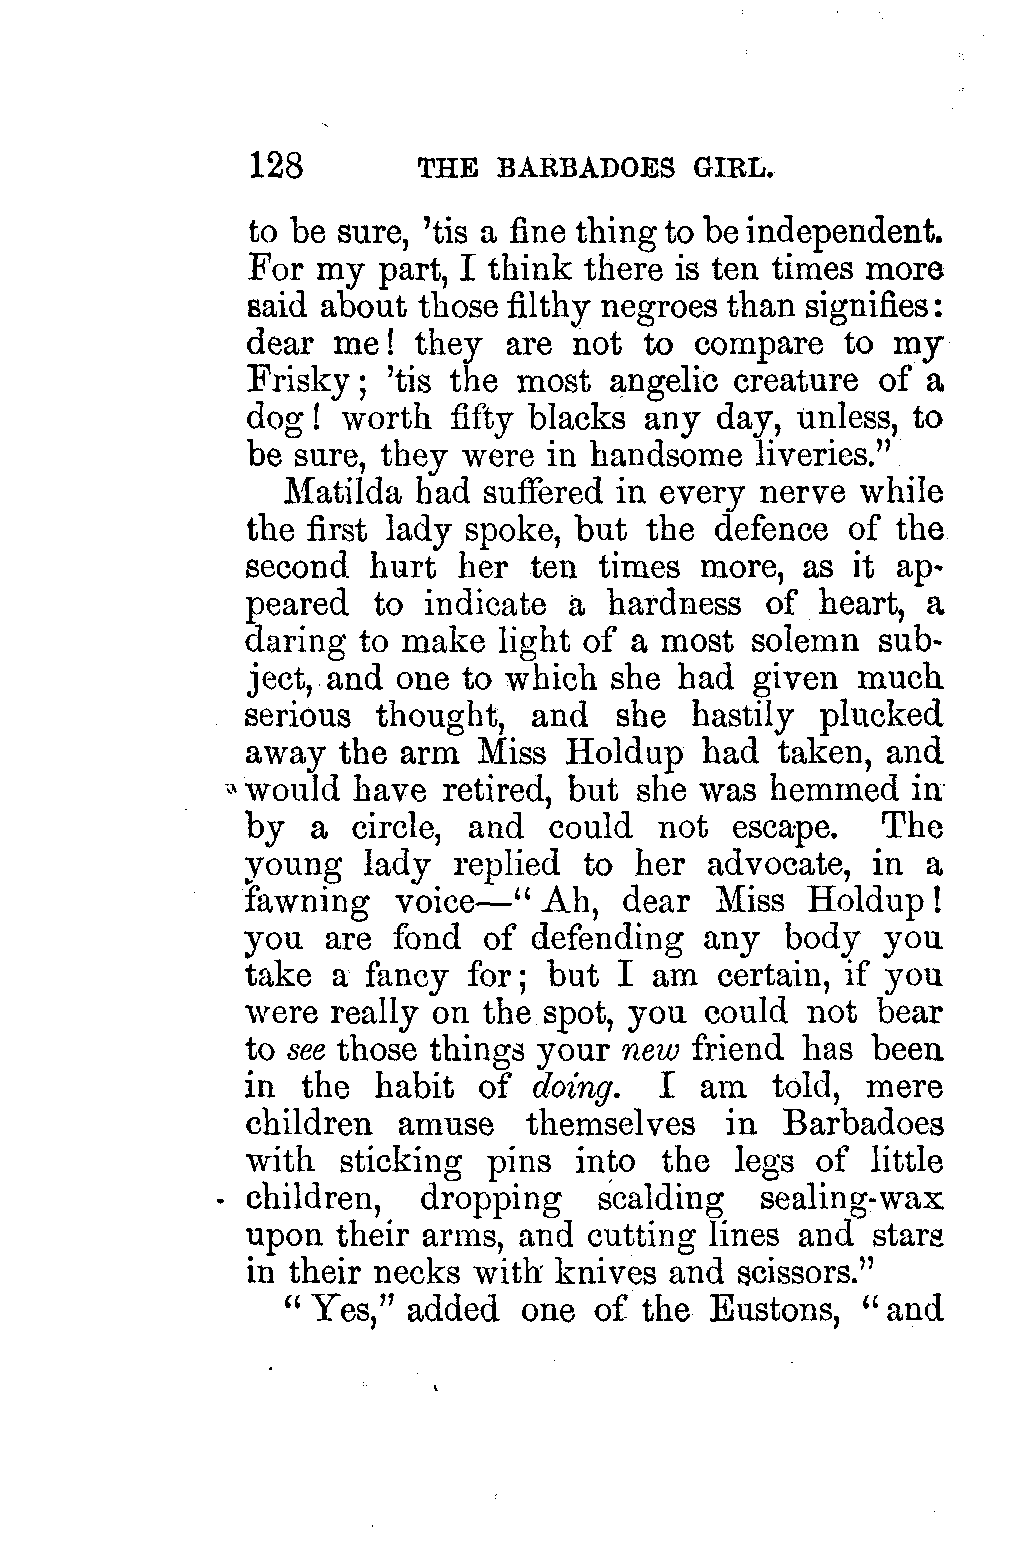 128 THE BARBADOES GIRL.
to be sure, 'tis a fine thing to be independent.
For my part, I think there is ten times more
said about those filthy negroes than signifies:
dear me! they are not to compare to my
Frisky; 'tis the most angelic creature of a
dog! worth fifty blacks any day, unless, to
be sure, they were in handsome liveries."
Matilda had suffered in every nerve while
the first lady spoke, but the defence of the
second hurt her ten times more, as it ap-
peared to indicate a hardness of heart, a
daring to make light of a most solemn sub-
ject, and one to which she had given much
serious thought, and she hastily plucked
away the arm Miss Holdup had taken, and
would have retired, but she was hemmed in
by a circle, and could not escape. The
young lady replied to her advocate, in a
fawning voice—"Ah, dear Miss Holdup!
you are fond of defending any body you
take a fancy for; but I am certain, if you
were really on the spot, you could not bear
to see those things your new friend has been
in the habit of doing. I am told, mere
children amuse themselves in Barbadoes
with sticking pins into the legs of little
children, dropping scalding sealing-wax
upon their arms, and cutting lines and stars
in their necks with knives and scissors."
"Yes," added one of the Eustons, "and